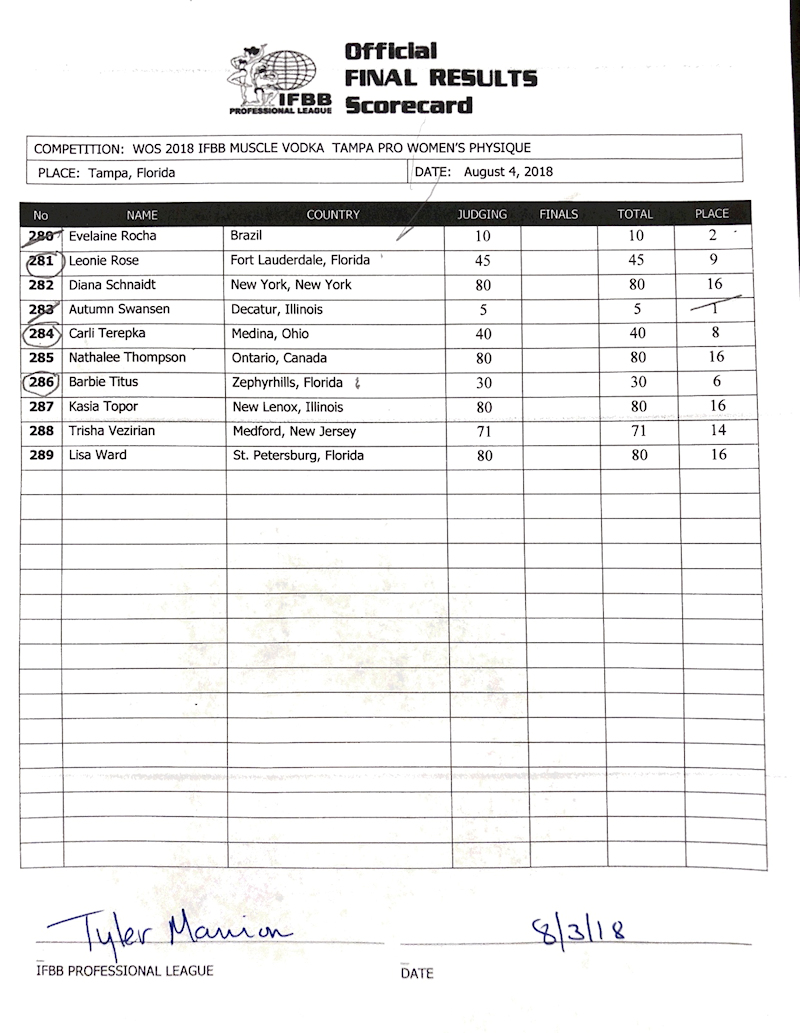 Official
FINAL RESULTS
Scorecard
IFBB
PROFESSIONAL LEAGUE
COMPETITION: WOS 2018 IFBB MUSCLE VODKA TAMPA PRO WOMEN'S PHYSIQUE
PLACE: Tampa, Florida DATE: August 4, 2018
No NAME COUNTRY JUDGING FINALS TOTAL PLACE
280 Evelaine Rocha Brazil 10 10 2
281 Leonie Rose Fort Lauderdale, Florida 45 45 9
282 Diana Schnaidt New York, New York 80 80 16
283 Autumn Swansen Decatur, Illinois 5 5 1
284 Carli Terepka Medina, Ohio 40 40 8
285 Nathalee Thompson Ontario, Canada 80 80 16
286 Barbie Titus Zephyrhills, Florida 30 30 6
287 Kasia Topor New Lenox, Illinois 80 80 16
288 Trisha Vezirian Medford, New Jersey 71 71 14
289 Lisa Ward St. Petersburg, Florida 80 80 16
Tyler Manion 8/3/18
IFBB PROFESSIONAL LEAGUE DATE